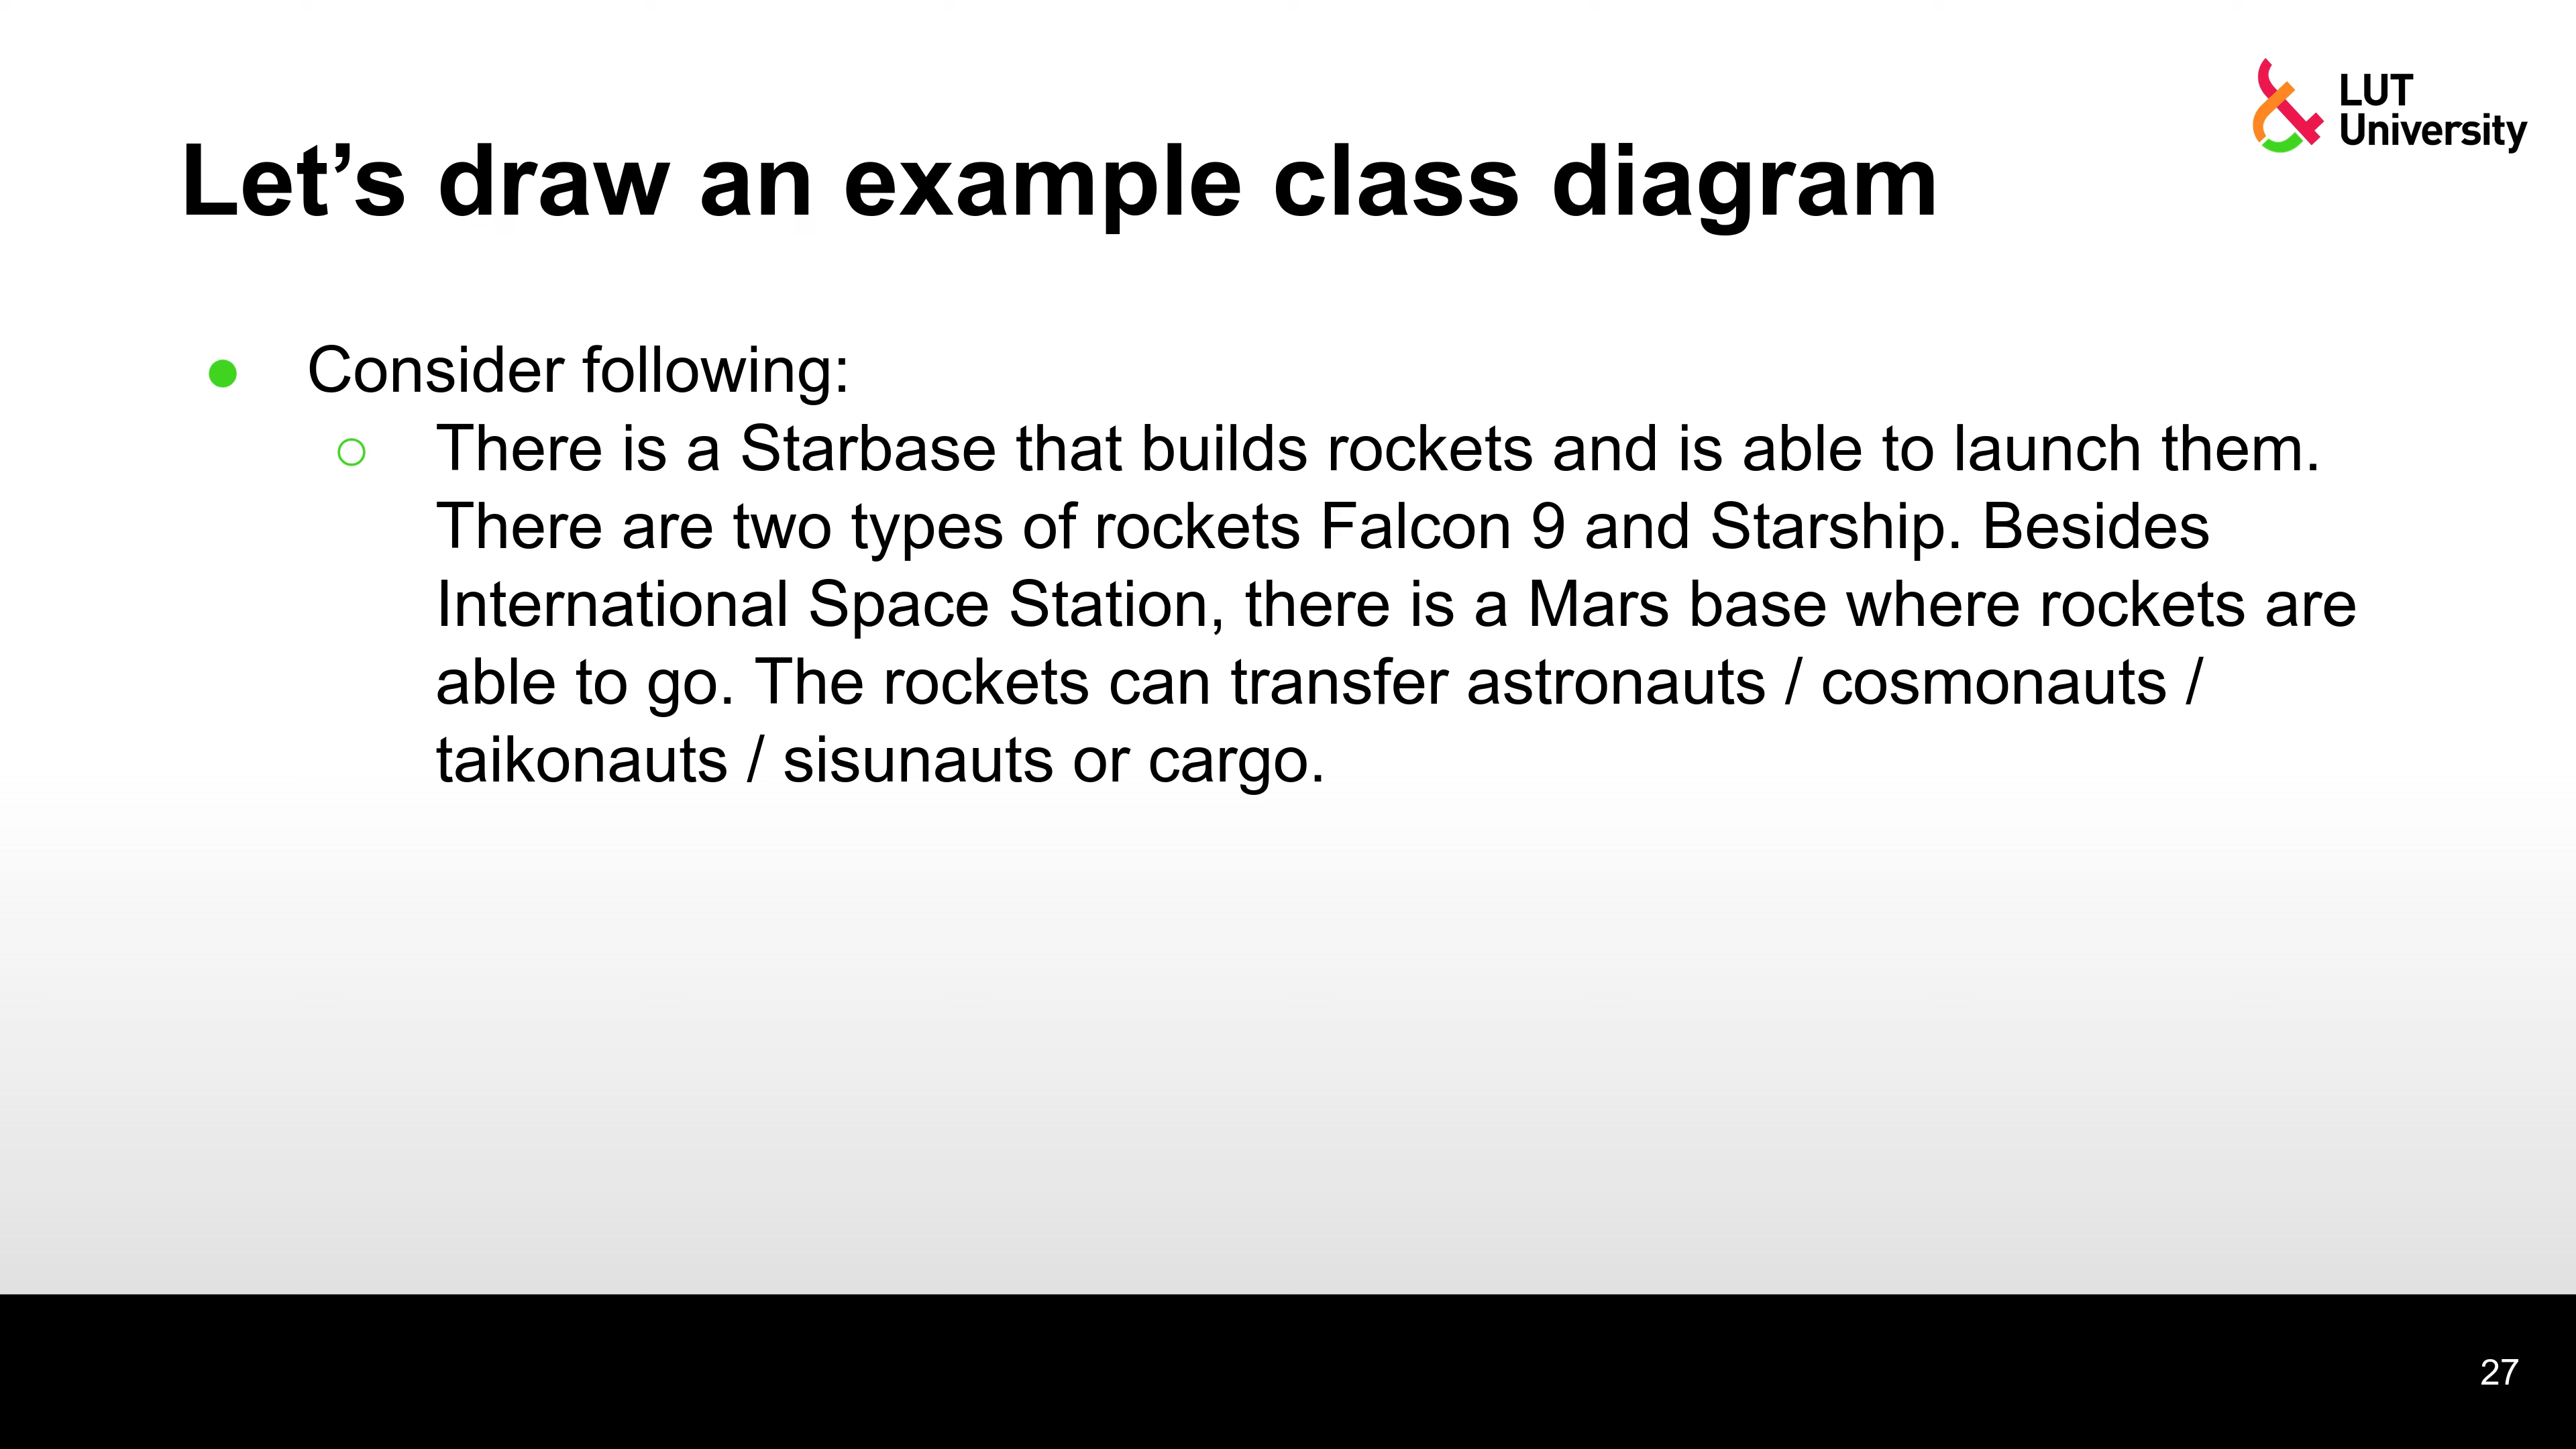 LUT
University
Let’s draw an example class diagram
● Consider following:
○ There is a Starbase that builds rockets and is able to launch them.
There are two types of rockets Falcon 9 and Starship. Besides
International Space Station, there is a Mars base where rockets are
able to go. The rockets can transfer astronauts / cosmonauts /
taikonauts / sisunauts or cargo.
27